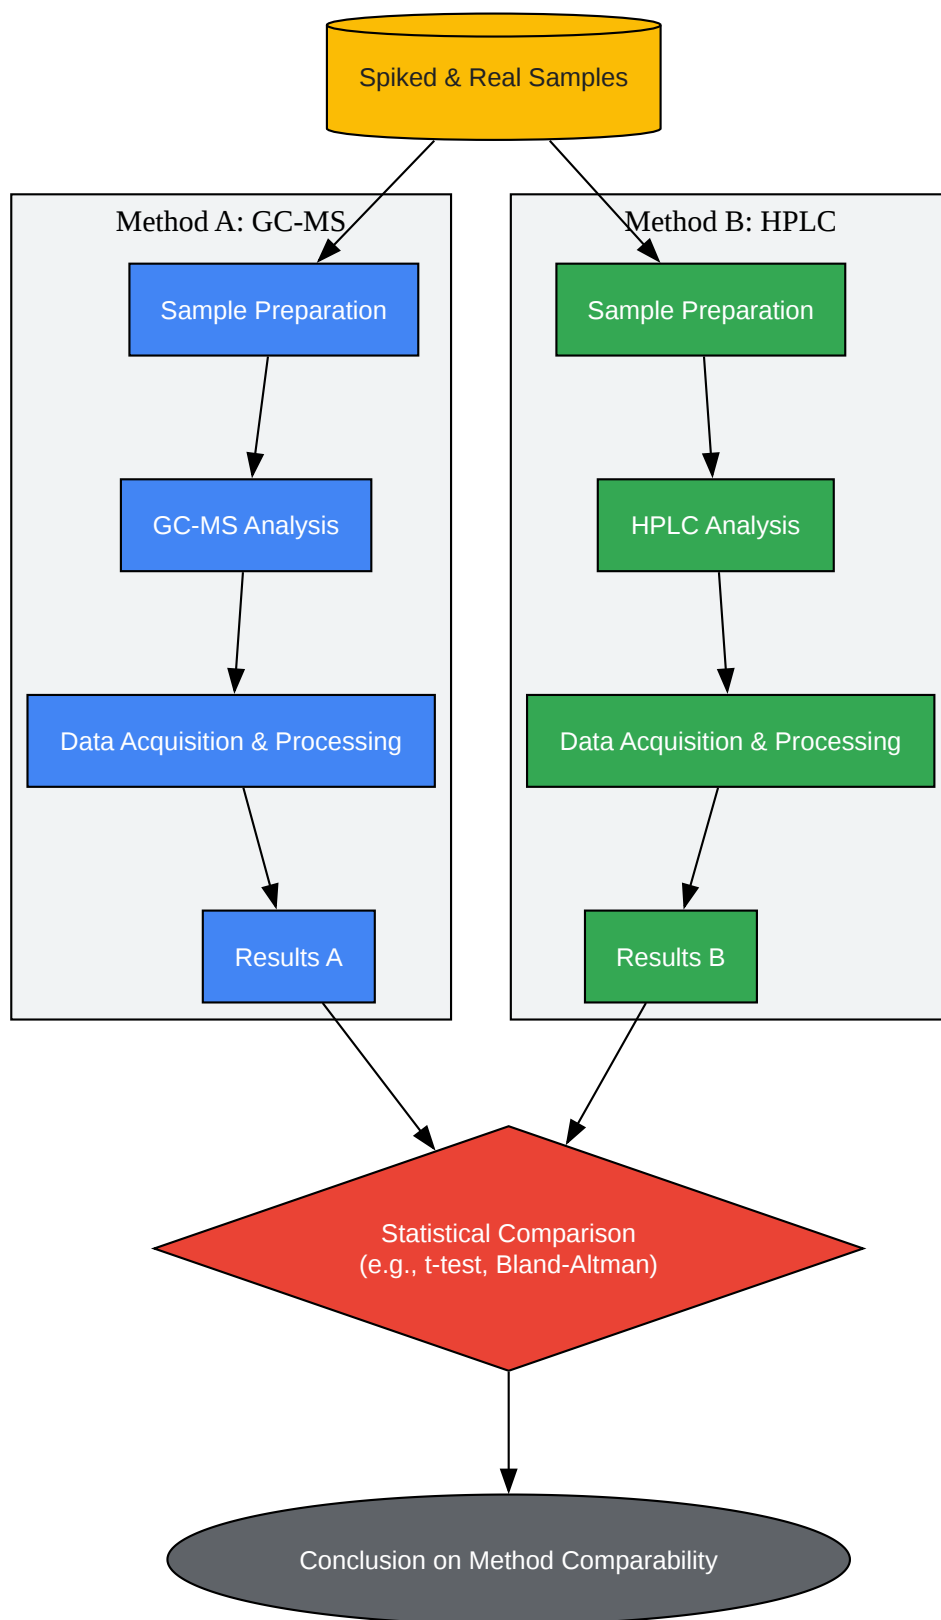 Spiked & Real Samples
Method A: GC-MS
Sample Preparation
GC-MS Analysis
Data Acquisition & Processing
Results A
Method B: HPLC
Sample Preparation
HPLC Analysis
Data Acquisition & Processing
Results B
Statistical Comparison
(e.g., t-test, Bland-Altman)
Conclusion on Method Comparability